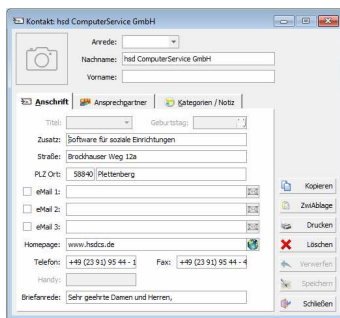 Kontakt: hsd ComputerService GmbH
Anrede:
Nachname: hsd ComputerService GmbH
Vorname:
Anschrift Ansprechpartner Kategorien / Notiz
Titel: Geburtstag:
Zusatz: Software für soziale Einrichtungen
Straße: Brockhauser Weg 12a
PLZ Ort: 58840 Plettenberg
eMail 1:
eMail 2:
eMail 3:
Homepage: www.hsdcs.de
Telefon: +49 (23 91) 95 44 - 1 Fax: +49 (23 91) 95 44 - 4
Handy:
Briefanrede: Sehr geehrte Damen und Herren,
Kopieren
ZwiAblage
Drucken
Löschen
Verwerfen
Speichern
Schließen